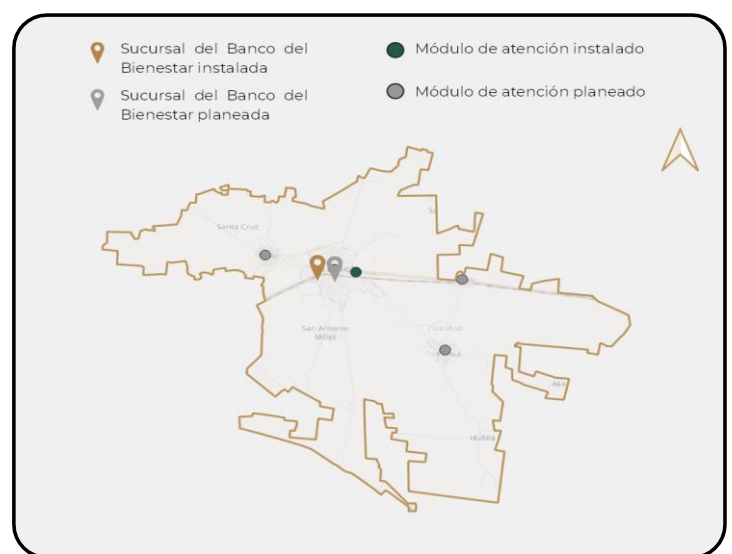 Sucursal del Banco del
Bienestar instalada
Módulo de atención instalado
Sucursal del Banco del
Bienestar planeada
Módulo de atención planeado
Santa Cruz
San Antonio
Millet
Hubilá